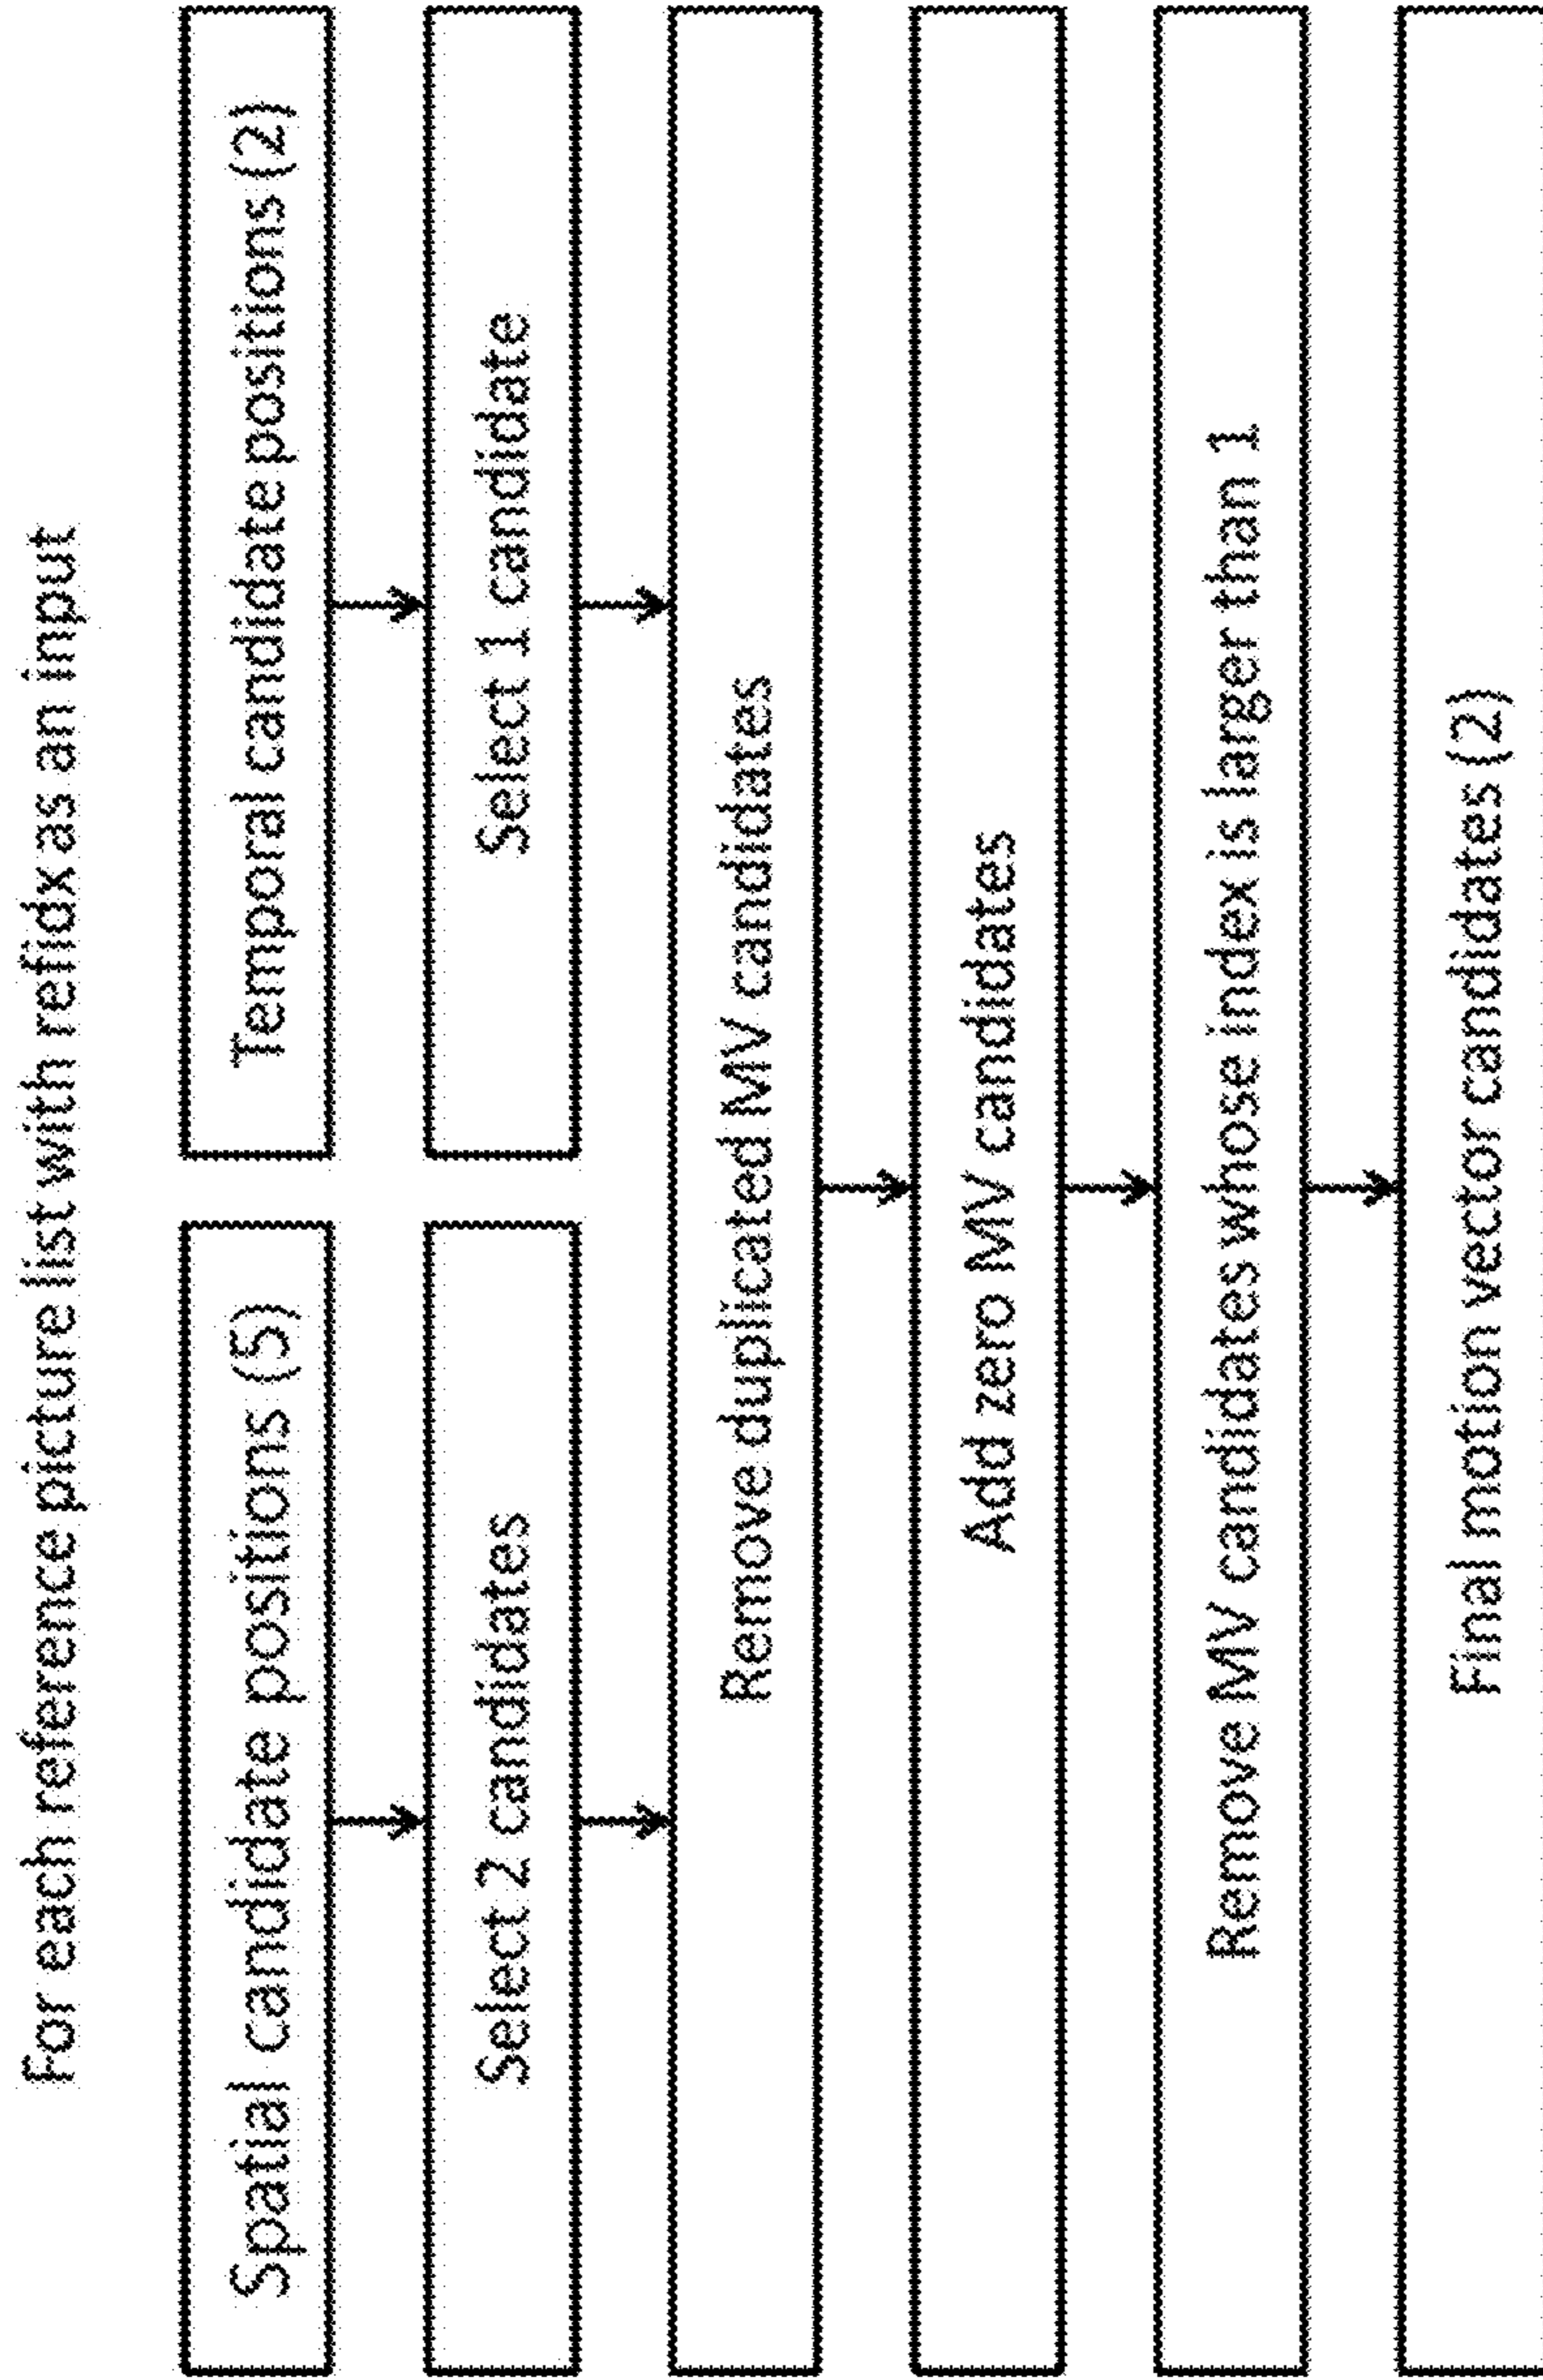 For each reference picture list with refidx as an input
Spatial candidate positions (5)
Temporal candidate positions (2)
Select 2 candidates
Select 1 candidate
Remove duplicated MV candidates
Add zero MV candidates
Remove MV candidates whose index is larger than 1
Final motion vector candidates (2)